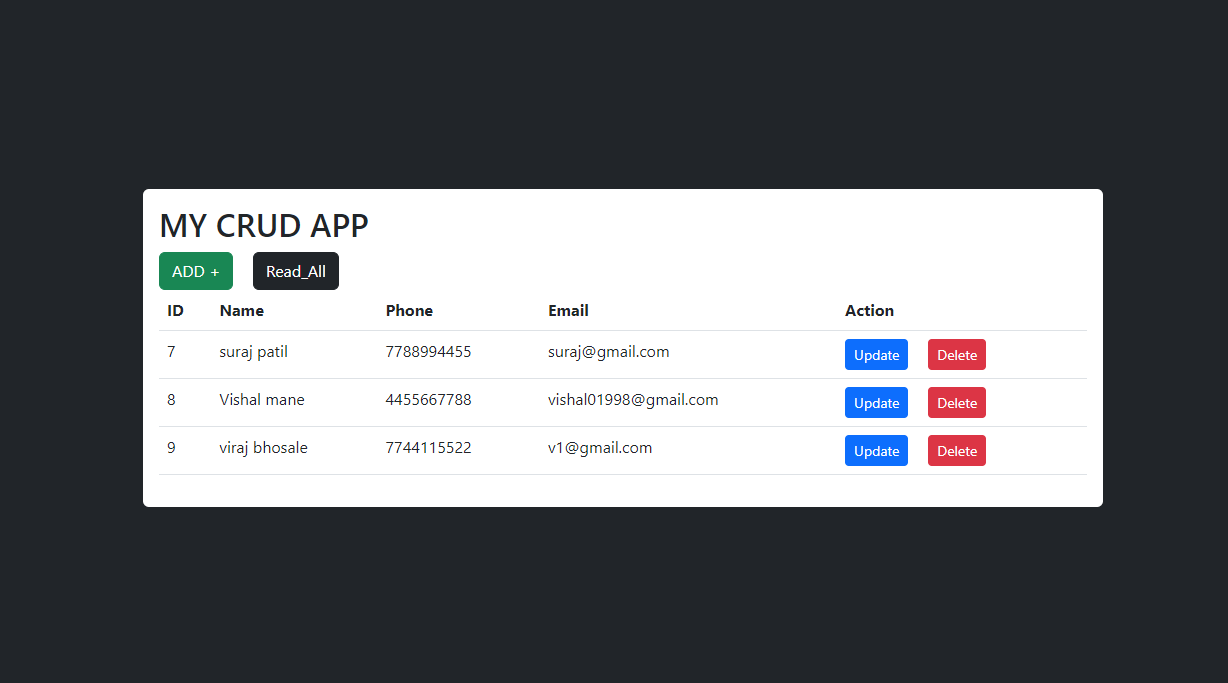 MY CRUD APP
ADD + Read_All
ID Name Phone Email Action
7 suraj patil 7788994455 suraj@gmail.com Update Delete
8 Vishal mane 4455667788 vishal01998@gmail.com Update Delete
9 viraj bhosale 7744115522 v1@gmail.com Update Delete